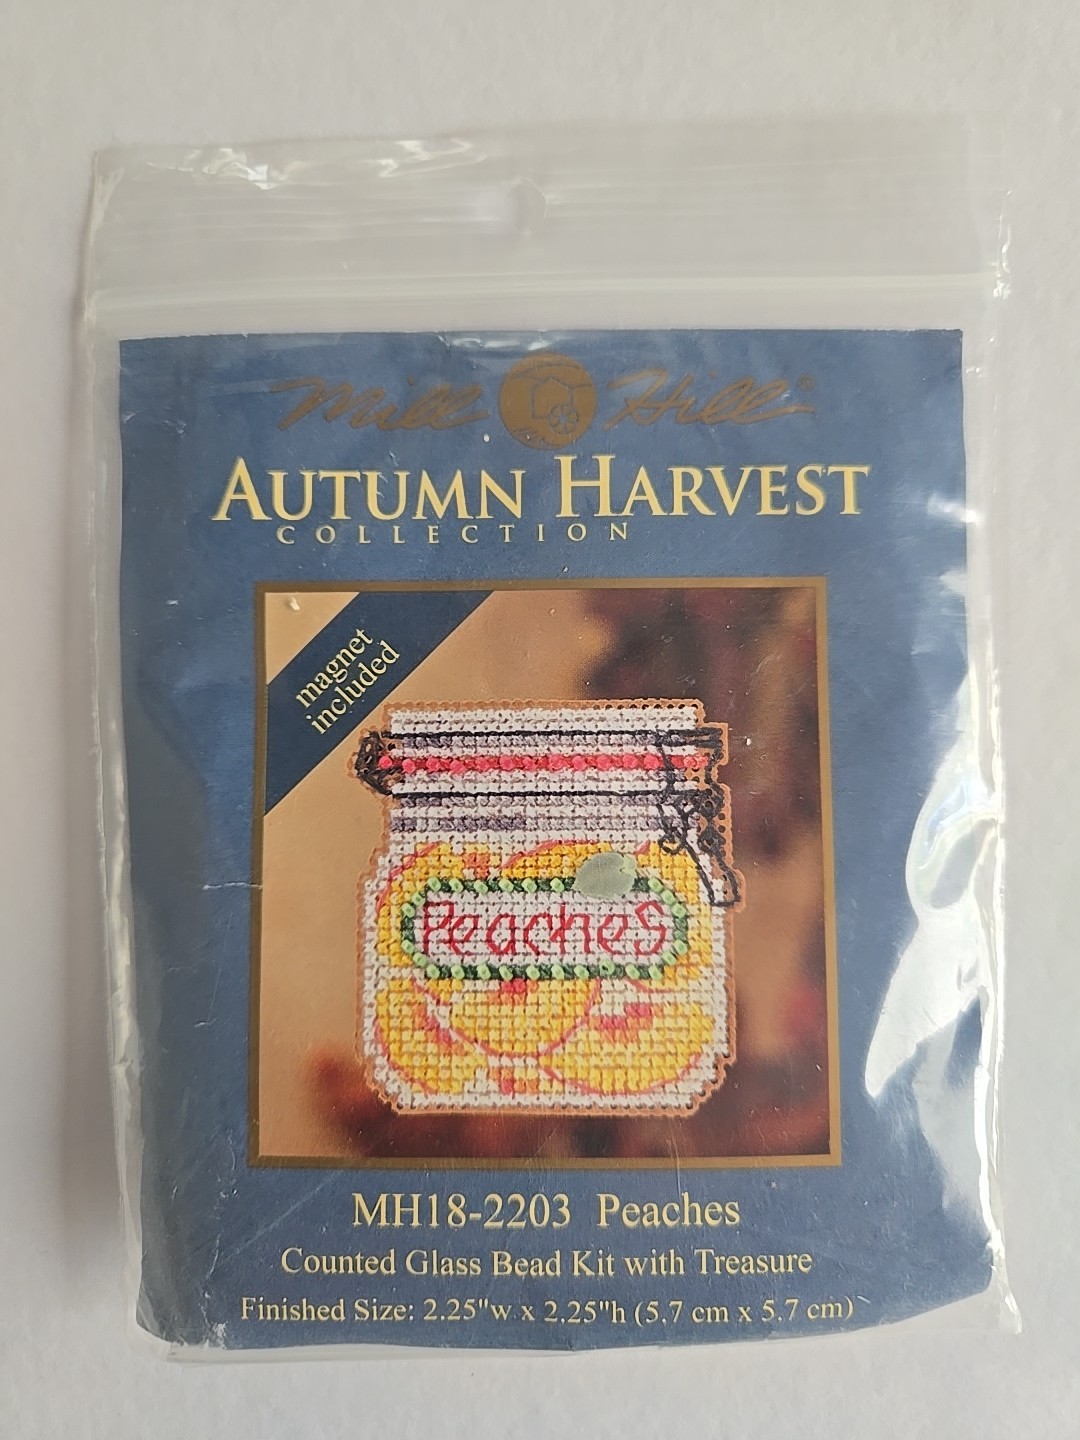 Mill Hill®
AUTUMN HARVEST
COLLECTION
magnet
included
Peaches
MH18-2203 Peaches
Counted Glass Bead Kit with Treasure
Finished Size: 2.25"w x 2.25"h (5.7 cm x 5.7 cm)